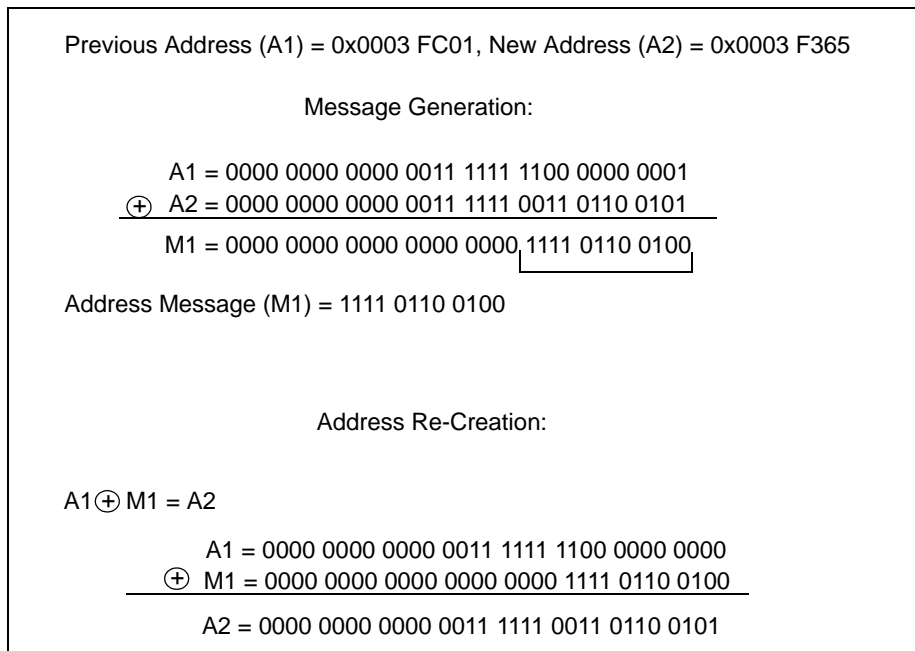 Previous Address (A1) = 0x0003 FC01, New Address (A2) = 0x0003 F365
Message Generation:
A1 = 0000 0000 0000 0011 1111 1100 0000 0001
⊕ A2 = 0000 0000 0000 0011 1111 0011 0110 0101
M1 = 0000 0000 0000 0000 0000 1111 0110 0100
Address Message (M1) = 1111 0110 0100
Address Re-Creation:
A1 ⊕ M1 = A2
A1 = 0000 0000 0000 0011 1111 1100 0000 0000
⊕ M1 = 0000 0000 0000 0000 0000 1111 0110 0100
A2 = 0000 0000 0000 0011 1111 0011 0110 0101